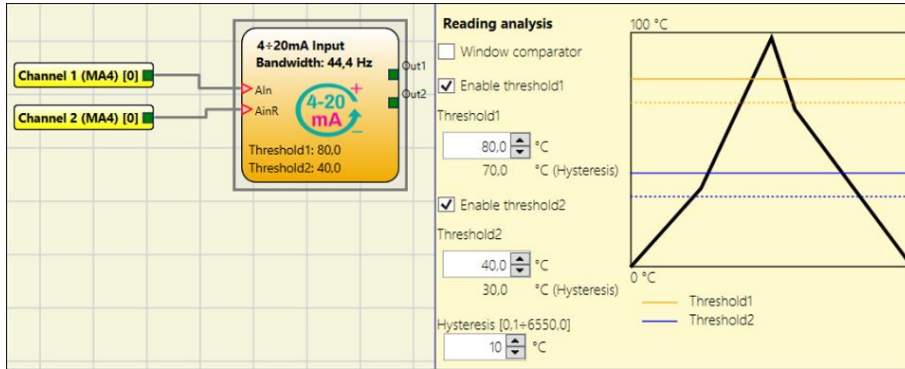 4÷20mA Input
Bandwidth: 44,4 Hz
Channel 1 (MA4) [0]
Channel 2 (MA4) [0]
AIn
AinR
4-20
mA
+
−
Out1
Out2
Threshold1: 80,0
Threshold2: 40,0
Reading analysis
Window comparator
Enable threshold1
Threshold1
80,0 °C
70,0 °C (Hysteresis)
Enable threshold2
Threshold2
40,0 °C
30,0 °C (Hysteresis)
Hysteresis [0,1÷6550,0]
10 °C
100 °C
0 °C
Threshold1
Threshold2